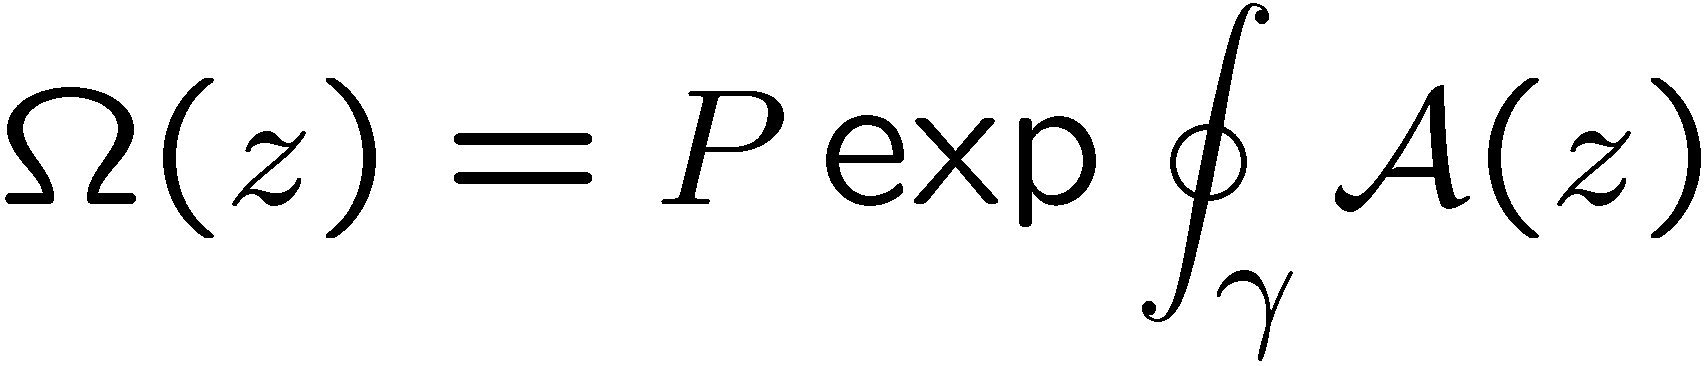 Ω(z) = P exp ∮_γ 𝒜(z)